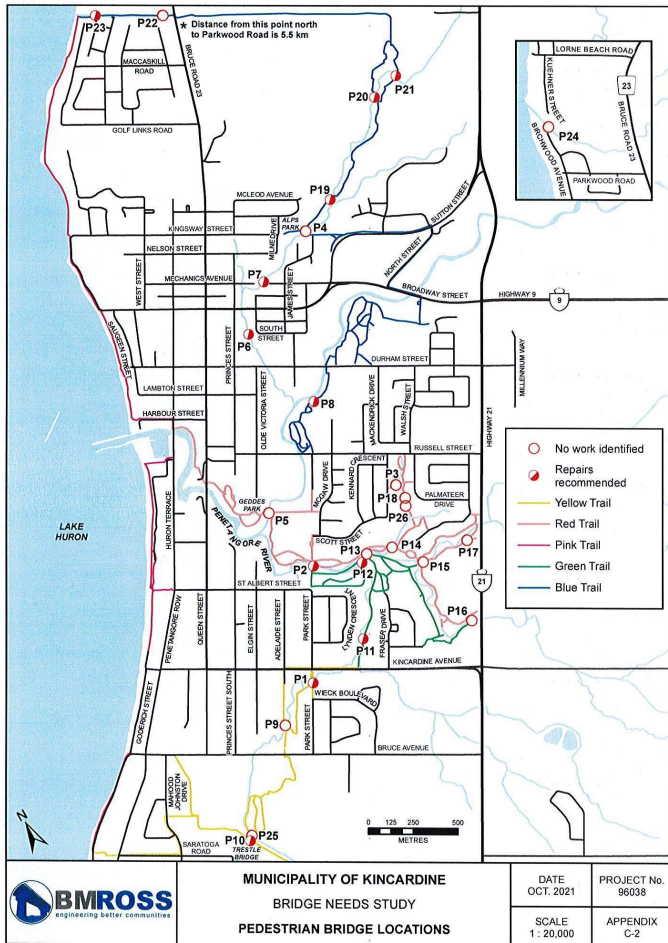 P23
P22
* Distance from this point north
to Parkwood Road is 5.5 km
MACCASKILL
ROAD
BRUCE ROAD 23
GOLF LINKS ROAD
P20
P21
LORNE BEACH ROAD
KUEHNER STREET
23
BRUCE ROAD 23
P24
BIRCHWOOD AVENUE
PARKWOOD ROAD
MCLEOD AVENUE
P19
ALPS
PARK
P4
KINGSWAY STREET
MILNE DRIVE
SUTTON STREET
NELSON STREET
NORTH STREET
WEST STREET
MECHANICS AVENUE
P7
JAMES STREET
BROADWAY STREET
HIGHWAY 9
9
SAUGEEN STREET
PRINCES STREET
SOUTH
STREET
P6
DURHAM STREET
MILLENNIUM WAY
LAMBTON STREET
OLDE VICTORIA STREET
P8
MACKENDRICK DRIVE
WALSH STREET
HIGHWAY 21
HARBOUR STREET
RUSSELL STREET
MCGAW DRIVE
KENNARD CRESCENT
P3
P18
PALMATEER
DRIVE
P26
GEDDES
PARK
P5
SCOTT STREET
HURON TERRACE
PENETANGORE RIVER
LAKE
HURON
P13
P14
P17
P2
P12
P15
ST ALBERT STREET
21
PENETANGORE ROW
QUEEN STREET
ELGIN STREET
ADELAIDE STREET
PARK STREET
LYNDEN CRESCENT
FRASER DRIVE
P16
P11
KINCARDINE AVENUE
GODERICH STREET
PRINCES STREET SOUTH
P1
WIECK BOULEVARD
P9
PARK STREET
BRUCE AVENUE
MAHOOD
JOHNSTON
DRIVE
P25
P10
SARATOGA
ROAD
TRESTLE
BRIDGE
N
No work identified
Repairs
recommended
Yellow Trail
Red Trail
Pink Trail
Green Trail
Blue Trail
0 125 250 500
METRES
BMROSS
engineering better communities
MUNICIPALITY OF KINCARDINE
BRIDGE NEEDS STUDY
PEDESTRIAN BRIDGE LOCATIONS
DATE
OCT. 2021
PROJECT No.
96038
SCALE
1 : 20,000
APPENDIX
C-2